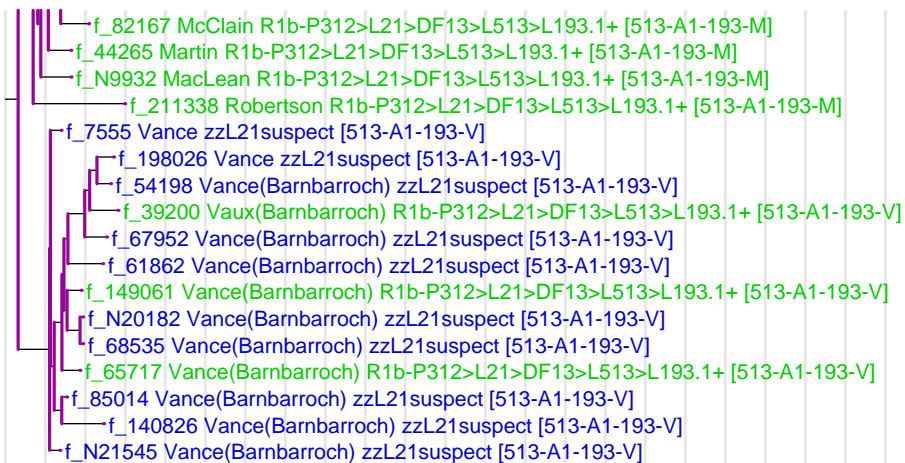 f_82167 McClain R1b-P312>L21>DF13>L513>L193.1+ [513-A1-193-M]
f_44265 Martin R1b-P312>L21>DF13>L513>L193.1+ [513-A1-193-M]
f_N9932 MacLean R1b-P312>L21>DF13>L513>L193.1+ [513-A1-193-M]
f_211338 Robertson R1b-P312>L21>DF13>L513>L193.1+ [513-A1-193-M]
f_7555 Vance zzL21suspect [513-A1-193-V]
f_198026 Vance zzL21suspect [513-A1-193-V]
f_54198 Vance(Barnbarroch) zzL21suspect [513-A1-193-V]
f_39200 Vaux(Barnbarroch) R1b-P312>L21>DF13>L513>L193.1+ [513-A1-193-V]
f_67952 Vance(Barnbarroch) zzL21suspect [513-A1-193-V]
f_61862 Vance(Barnbarroch) zzL21suspect [513-A1-193-V]
f_149061 Vance(Barnbarroch) R1b-P312>L21>DF13>L513>L193.1+ [513-A1-193-V]
f_N20182 Vance(Barnbarroch) zzL21suspect [513-A1-193-V]
f_68535 Vance(Barnbarroch) zzL21suspect [513-A1-193-V]
f_65717 Vance(Barnbarroch) R1b-P312>L21>DF13>L513>L193.1+ [513-A1-193-V]
f_85014 Vance(Barnbarroch) zzL21suspect [513-A1-193-V]
f_140826 Vance(Barnbarroch) zzL21suspect [513-A1-193-V]
f_N21545 Vance(Barnbarroch) zzL21suspect [513-A1-193-V]